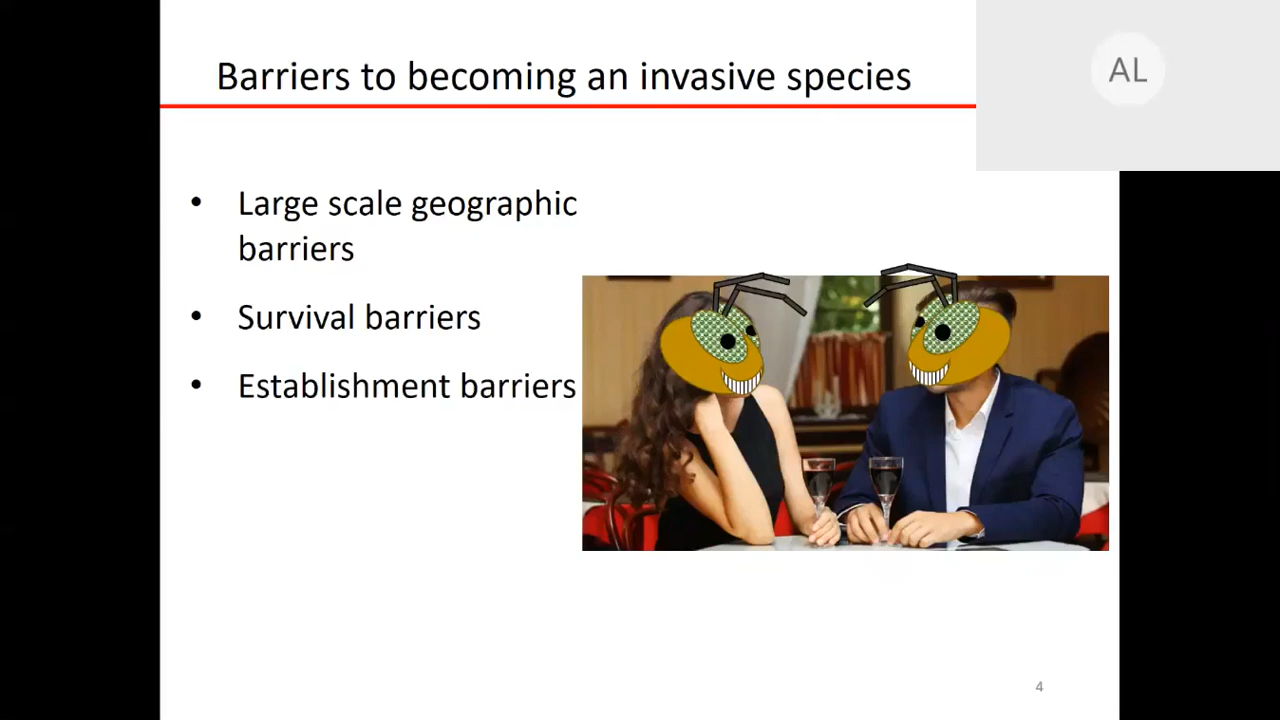 Barriers to becoming an invasive species
AL
• Large scale geographic
barriers
• Survival barriers
• Establishment barriers
4